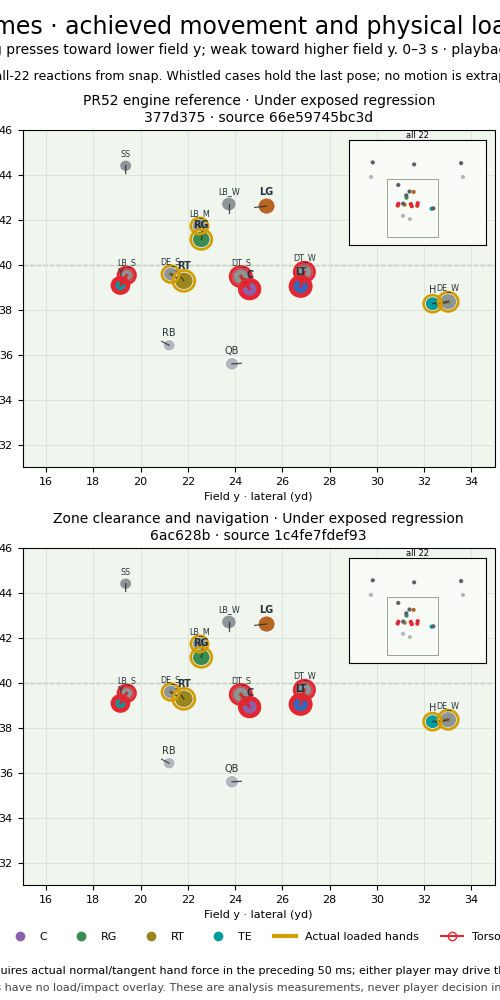 mes · achieved movement and physical loa
presses toward lower field y; weak toward higher field y. 0–3 s · playbac
all-22 reactions from snap. Whistled cases hold the last pose; no motion is extrap
PR52 engine reference · Under exposed regression
377d375 · source 66e59745bc3d
all 22
46
SS
44
LB_W
LG
42
LB_M
RG
40
LB_S
DE_S
RT
DT_S
C
DT_W
LT
H
DE_W
38
RB
36
QB
34
32
16 18 20 22 24 26 28 30 32 34
Field y · lateral (yd)
Zone clearance and navigation · Under exposed regression
6ac628b · source 1c4fe7fdef93
all 22
46
SS
44
LB_W
LG
42
LB_M
RG
40
LB_S
DE_S
RT
DT_S
C
DT_W
LT
H
DE_W
38
RB
36
QB
34
32
16 18 20 22 24 26 28 30 32 34
Field y · lateral (yd)
C RG RT TE Actual loaded hands Torso
uires actual normal/tangent hand force in the preceding 50 ms; either player may drive th
have no load/impact overlay. These are analysis measurements, never player decision in